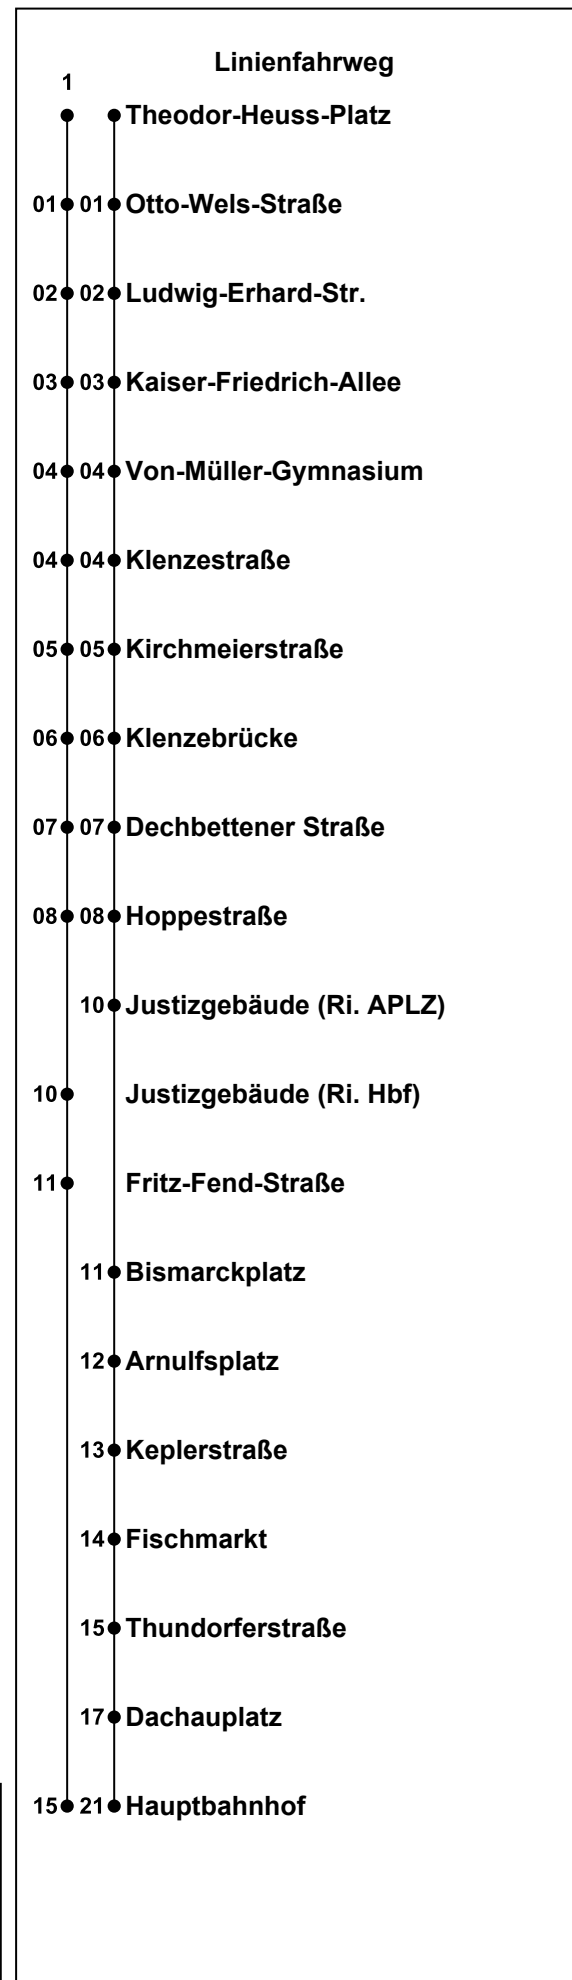 Linienfahrweg
1
Theodor-Heuss-Platz
01 01 Otto-Wels-Straße
02 02 Ludwig-Erhard-Str.
03 03 Kaiser-Friedrich-Allee
04 04 Von-Müller-Gymnasium
04 04 Klenzestraße
05 05 Kirchmeierstraße
06 06 Klenzebrücke
07 07 Dechbettener Straße
08 08 Hoppestraße
10 Justizgebäude (Ri. APLZ)
10 Justizgebäude (Ri. Hbf)
11 Fritz-Fend-Straße
11 Bismarckplatz
12 Arnulfsplatz
13 Keplerstraße
14 Fischmarkt
15 Thundorferstraße
17 Dachauplatz
15 21 Hauptbahnhof